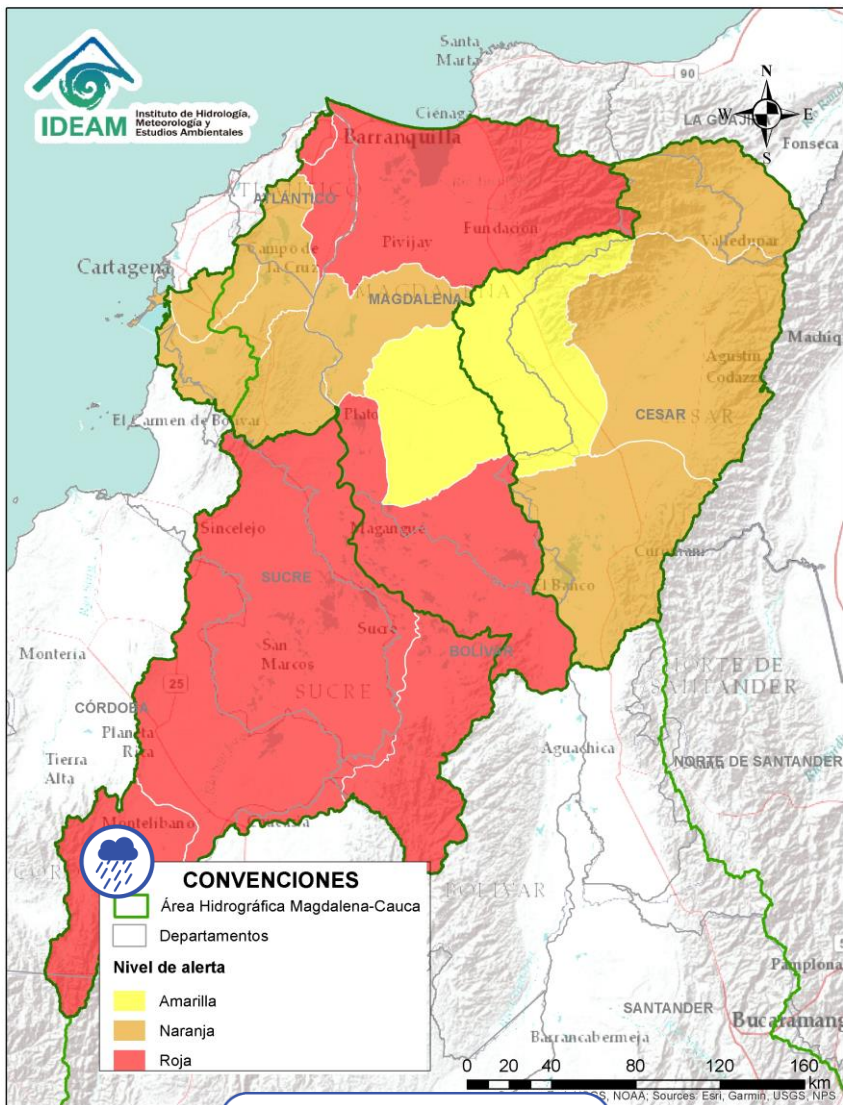 IDEAM
Instituto de Hidrología,
Meteorología y
Estudios Ambientales
Santa
Marta
90
N
W
E
S
LA GUAJIRA
Ciénaga
Fonseca
Barranquilla
ATLÁNTICO
Fundación
Pivijay
Valledupar
Campo de
la Cruz
Cartagena
MAGDALENA
Machiq
Agustín
Codazzi
CESAR
El Carmen de Bolívar
Plato
Sincelejo
Magangué
SUCRE
El Banco
Sucre
San
Marcos
BOLÍVAR
SUCRE
Montería
25
NORTE DE
SANTANDER
CÓRDOBA
Planeta
Rica
Aguachica
Tierra
Alta
NORTE DE SANTANDER
Montelíbano
BOLÍVAR
CONVENCIONES
Área Hidrográfica Magdalena-Cauca
Departamentos
Nivel de alerta
Amarilla
Naranja
Roja
Pamplona
SANTANDER
Bucaramang
Barrancabermeja
0 20 40 80 120 160
km
NOAA; Sources: Esri, Garmin, USGS, NPS